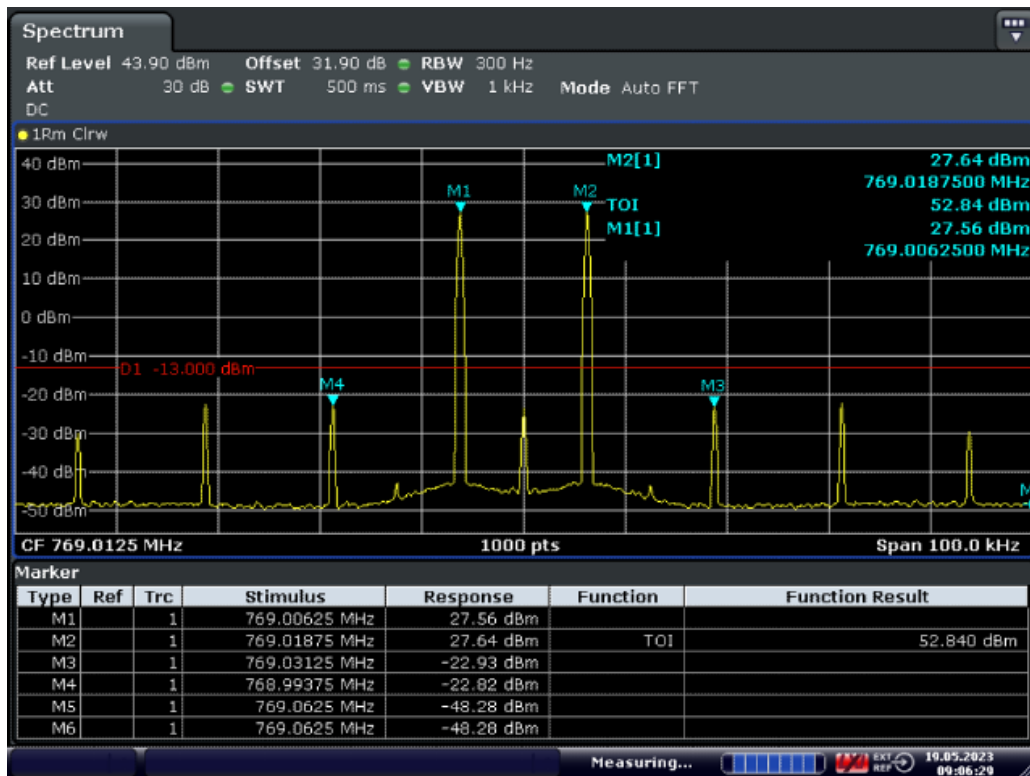 Spectrum
Ref Level 43.90 dBm Offset 31.90 dB RBW 300 Hz
Att 30 dB SWT 500 ms VBW 1 kHz Mode Auto FFT
DC
1Rm Clrw
40 dBm
30 dBm
20 dBm
10 dBm
0 dBm
-10 dBm
-20 dBm
-30 dBm
-40 dBm
-50 dBm
M2[1] 27.64 dBm
769.0187500 MHz
TOI 52.84 dBm
M1[1] 27.56 dBm
769.0062500 MHz
M1
M2
D1 -13.000 dBm
M4
M3
M
CF 769.0125 MHz 1000 pts Span 100.0 kHz
Marker
Type Ref Trc Stimulus Response Function Function Result
M1 1 769.00625 MHz 27.56 dBm
M2 1 769.01875 MHz 27.64 dBm TOI 52.840 dBm
M3 1 769.03125 MHz -22.93 dBm
M4 1 768.99375 MHz -22.82 dBm
M5 1 769.0625 MHz -48.28 dBm
M6 1 769.0625 MHz -48.28 dBm
Measuring... EXT REF 19.05.2023
09:06:29